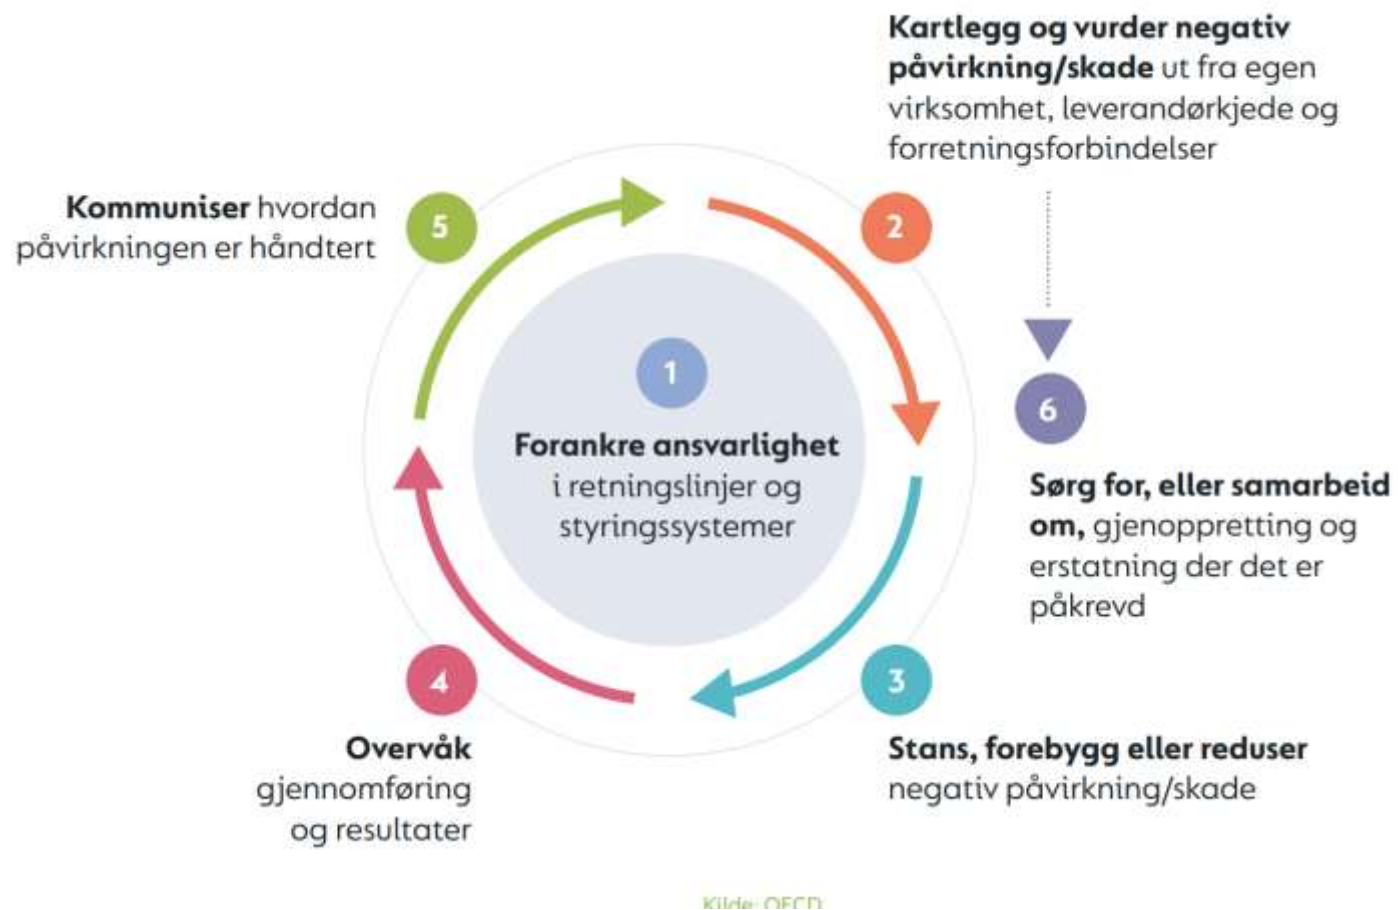 1
Forankre ansvarlighet
i retningslinjer og
styringssystemer
2
Kartlegg og vurder negativ
påvirkning/skade ut fra egen
virksomhet, leverandørkjede og
forretningsforbindelser
3
Stans, forebygg eller reduser
negativ påvirkning/skade
4
Overvåk
gjennomføring
og resultater
5
Kommuniser hvordan
påvirkningen er håndtert
6
Sørg for, eller samarbeid
om, gjenoppretting og
erstatning der det er
påkrevd
Kilde: OECD